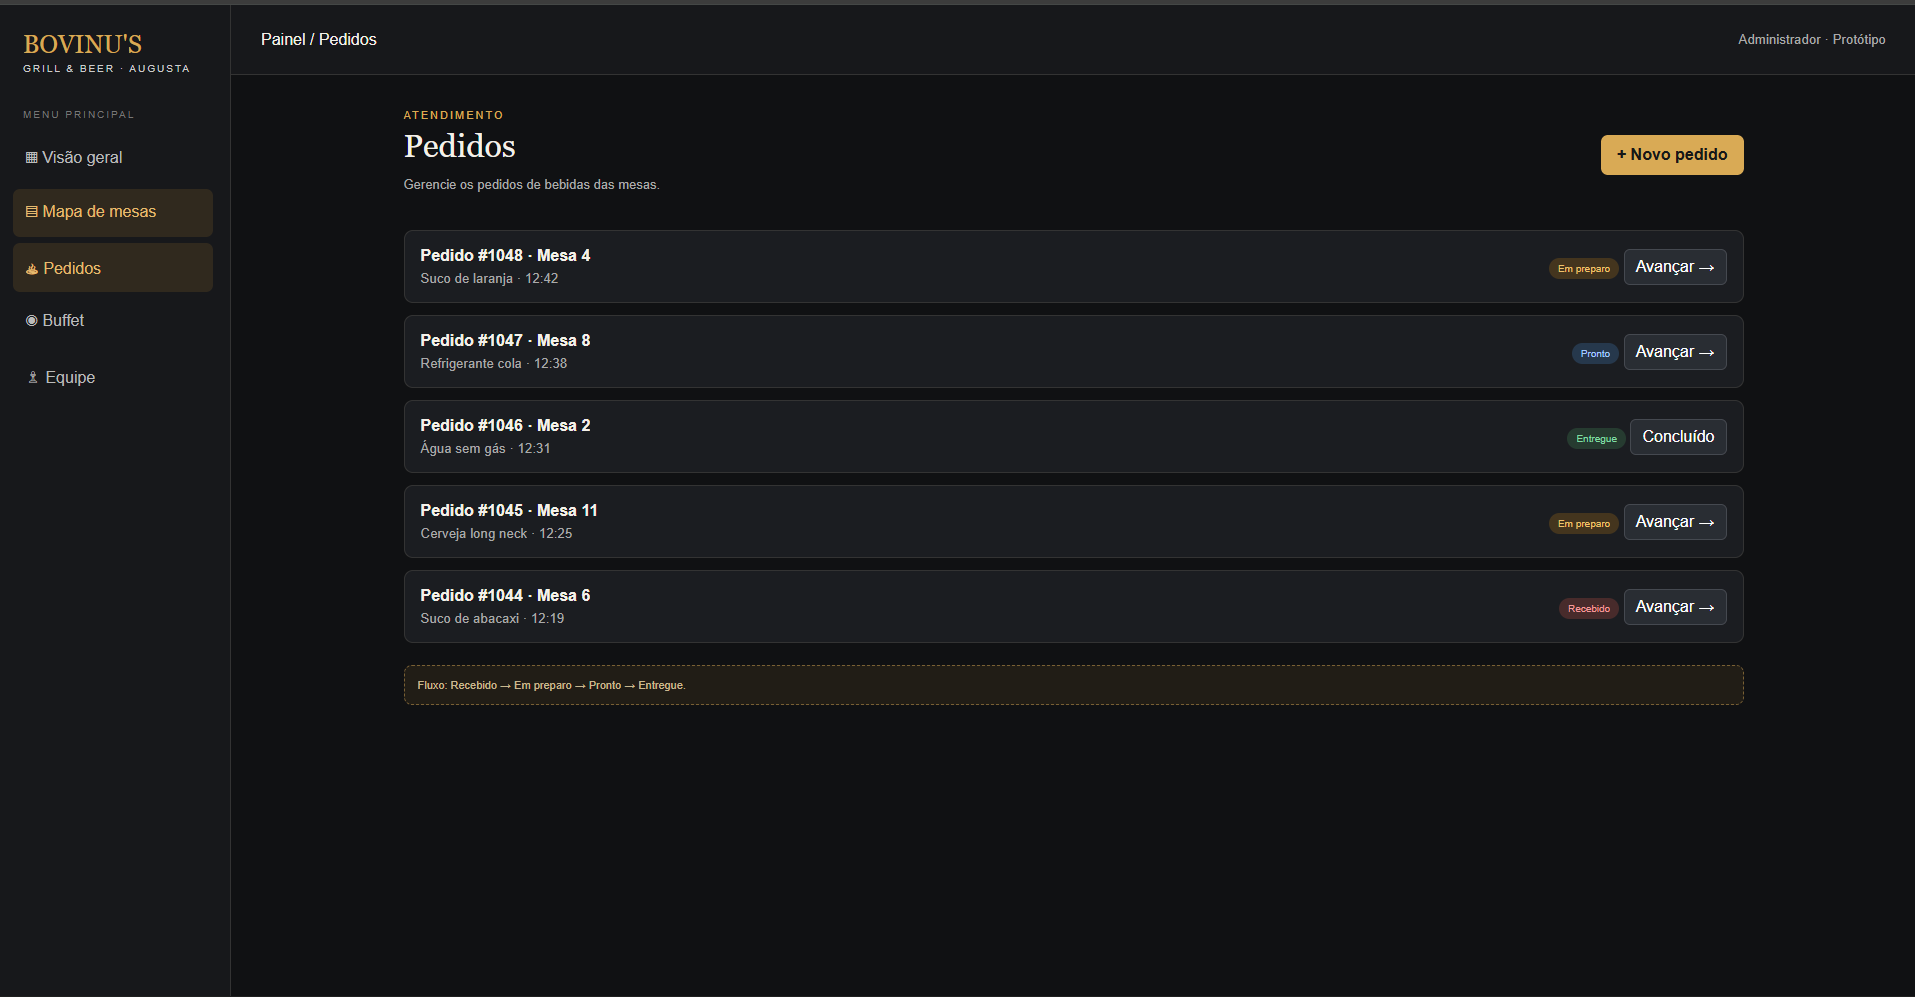 BOVINU'S
GRILL & BEER · AUGUSTA
MENU PRINCIPAL
Visão geral
Mapa de mesas
Pedidos
Buffet
Equipe
Painel / Pedidos
Administrador · Protótipo
ATENDIMENTO
Pedidos
Gerencie os pedidos de bebidas das mesas.
+ Novo pedido
Pedido #1048 · Mesa 4
Suco de laranja · 12:42
Em preparo
Avançar →
Pedido #1047 · Mesa 8
Refrigerante cola · 12:38
Pronto
Avançar →
Pedido #1046 · Mesa 2
Água sem gás · 12:31
Entregue
Concluído
Pedido #1045 · Mesa 11
Cerveja long neck · 12:25
Em preparo
Avançar →
Pedido #1044 · Mesa 6
Suco de abacaxi · 12:19
Recebido
Avançar →
Fluxo: Recebido → Em preparo → Pronto → Entregue.